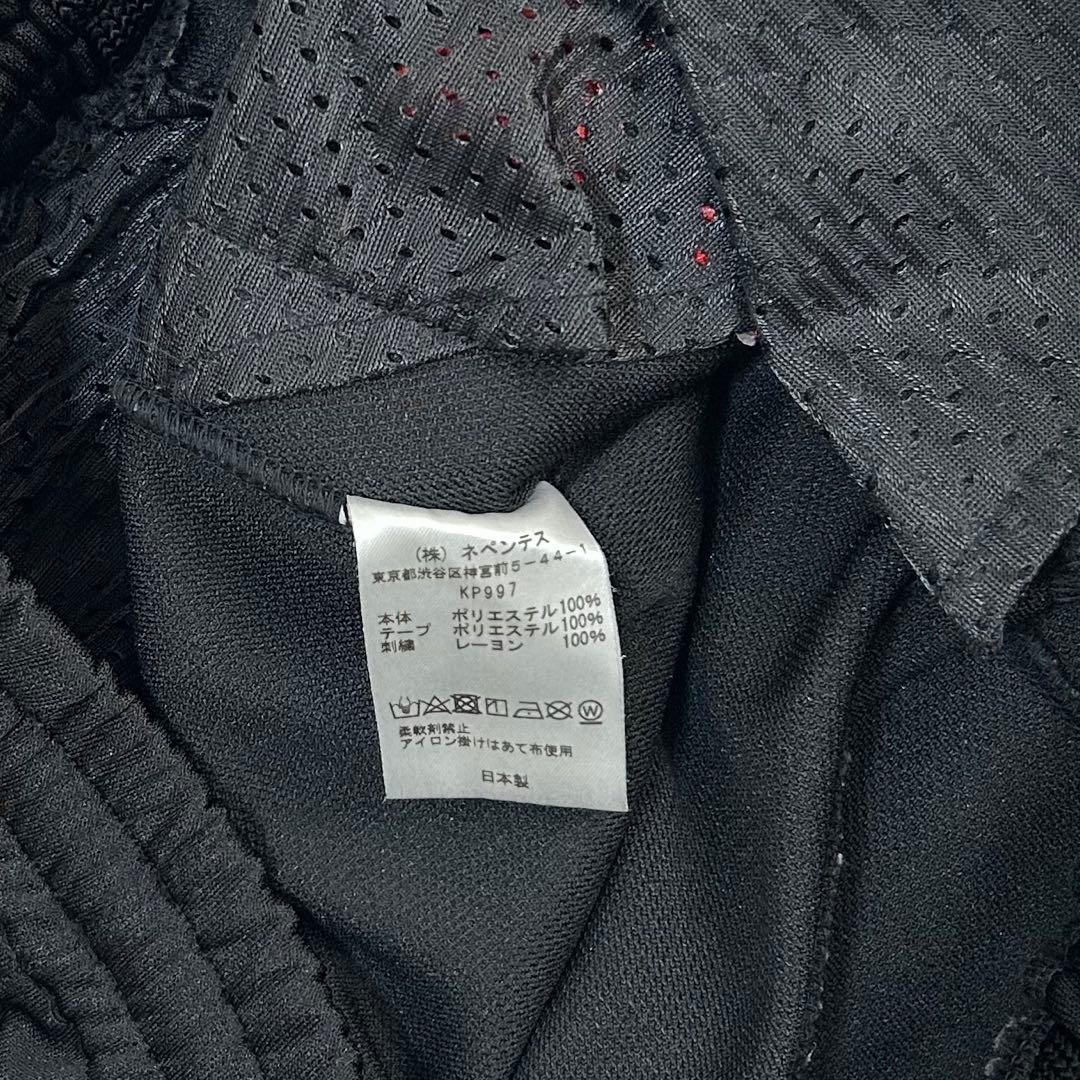 (株) ネペンテス
東京都渋谷区神宮前5-44-1
KP997
本体 ポリエステル100%
テープ ポリエステル100%
刺繍 レーヨン 100%
W
柔軟剤禁止
アイロン掛けはあて布使用
日本製